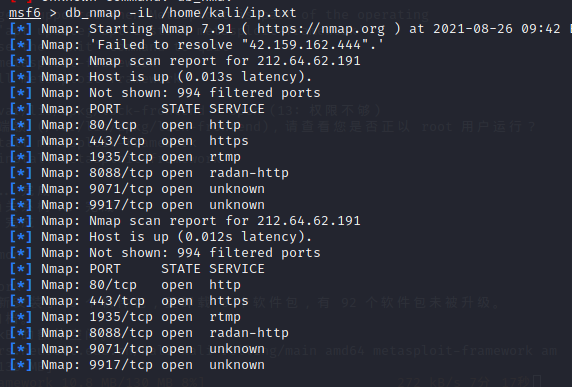 Unknown command: db_nmap
msf6 > db_nmap -iL /home/kali/ip.txt
[*] Nmap: Starting Nmap 7.91 ( https://nmap.org ) at 2021-08-26 09:42
[*] Nmap: 'Failed to resolve "42.159.162.444".'
[*] Nmap: Nmap scan report for 212.64.62.191
[*] Nmap: Host is up (0.013s latency).
[*] Nmap: Not shown: 994 filtered ports
[*] Nmap: PORT     STATE SERVICE
[*] Nmap: 80/tcp   open  http
[*] Nmap: 443/tcp  open  https
[*] Nmap: 1935/tcp open  rtmp
[*] Nmap: 8088/tcp open  radan-http
[*] Nmap: 9071/tcp open  unknown
[*] Nmap: 9917/tcp open  unknown
[*] Nmap: Nmap scan report for 212.64.62.191
[*] Nmap: Host is up (0.012s latency).
[*] Nmap: Not shown: 994 filtered ports
[*] Nmap: PORT     STATE SERVICE
[*] Nmap: 80/tcp   open  http
[*] Nmap: 443/tcp  open  https
[*] Nmap: 1935/tcp open  rtmp
[*] Nmap: 8088/tcp open  radan-http
[*] Nmap: 9071/tcp open  unknown
[*] Nmap: 9917/tcp open  unknown